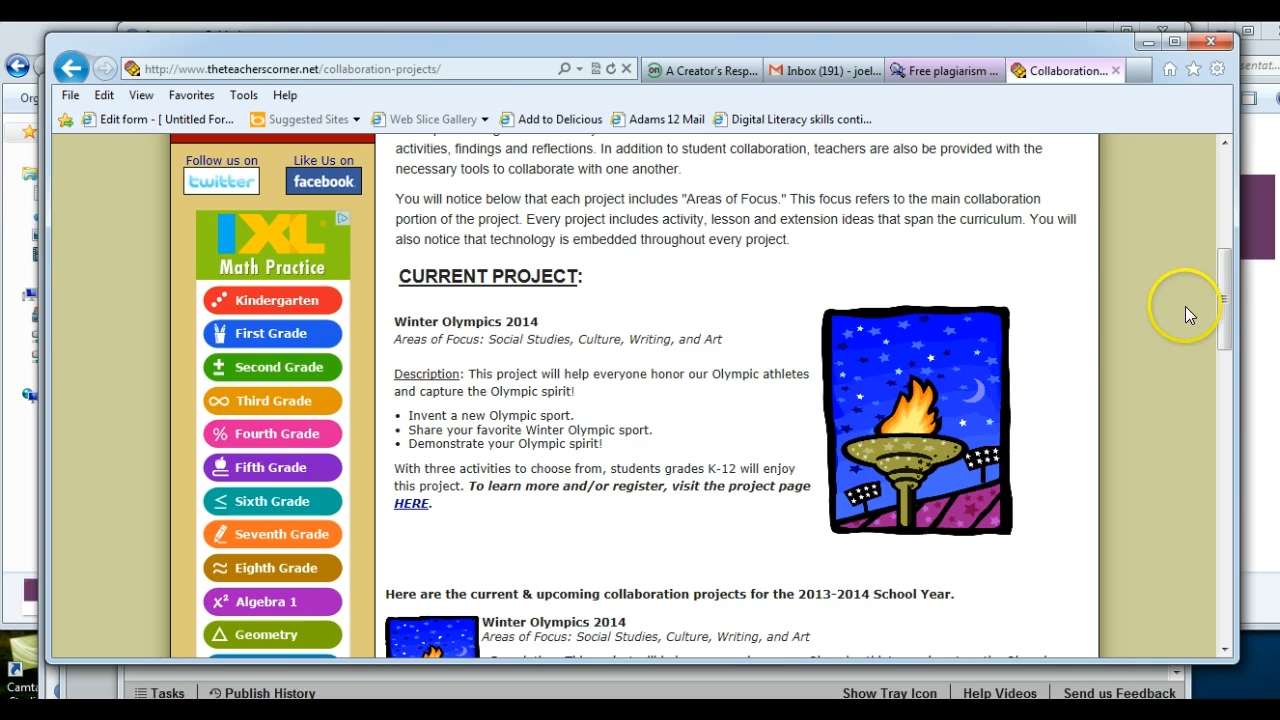 http://www.theteacherscorner.net/collaboration-projects/
A Creator's Resp...
Inbox (191) - joel...
Free plagiarism ...
Collaboration...
File Edit View Favorites Tools Help
Edit form - [ Untitled For...
Suggested Sites
Web Slice Gallery
Add to Delicious
Adams 12 Mail
Digital Literacy skills conti...
Org
activities, findings and reflections. In addition to student collaboration, teachers are also be provided with the
necessary tools to collaborate with one another.
You will notice below that each project includes "Areas of Focus." This focus refers to the main collaboration
portion of the project. Every project includes activity, lesson and extension ideas that span the curriculum. You will
also notice that technology is embedded throughout every project.
CURRENT PROJECT:
Winter Olympics 2014
Areas of Focus: Social Studies, Culture, Writing, and Art
Description: This project will help everyone honor our Olympic athletes
and capture the Olympic spirit!
• Invent a new Olympic sport.
• Share your favorite Winter Olympic sport.
• Demonstrate your Olympic spirit!
With three activities to choose from, students grades K-12 will enjoy
this project. To learn more and/or register, visit the project page
HERE.
Here are the current & upcoming collaboration projects for the 2013-2014 School Year.
Winter Olympics 2014
Areas of Focus: Social Studies, Culture, Writing, and Art
Follow us on
twitter
Like Us on
facebook
IXL
Math Practice
Kindergarten
First Grade
Second Grade
Third Grade
Fourth Grade
Fifth Grade
Sixth Grade
Seventh Grade
Eighth Grade
Algebra 1
Geometry
Camta
Tasks
Publish History
Show Tray Icon
Help Videos
Send us Feedback